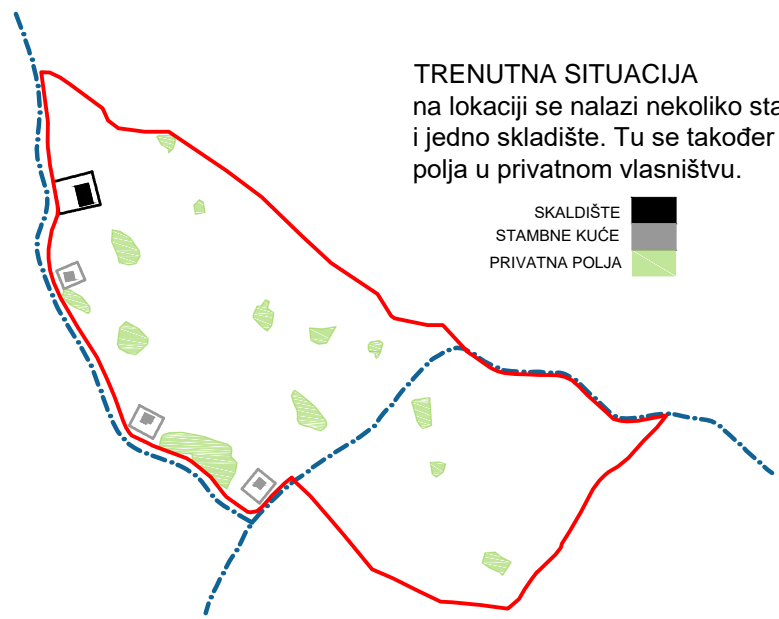 TRENUTNA SITUACIJA
na lokaciji se nalazi nekoliko sta
i jedno skladište. Tu se također
polja u privatnom vlasništvu.
SKALDIŠTE
STAMBNE KUĆE
PRIVATNA POLJA